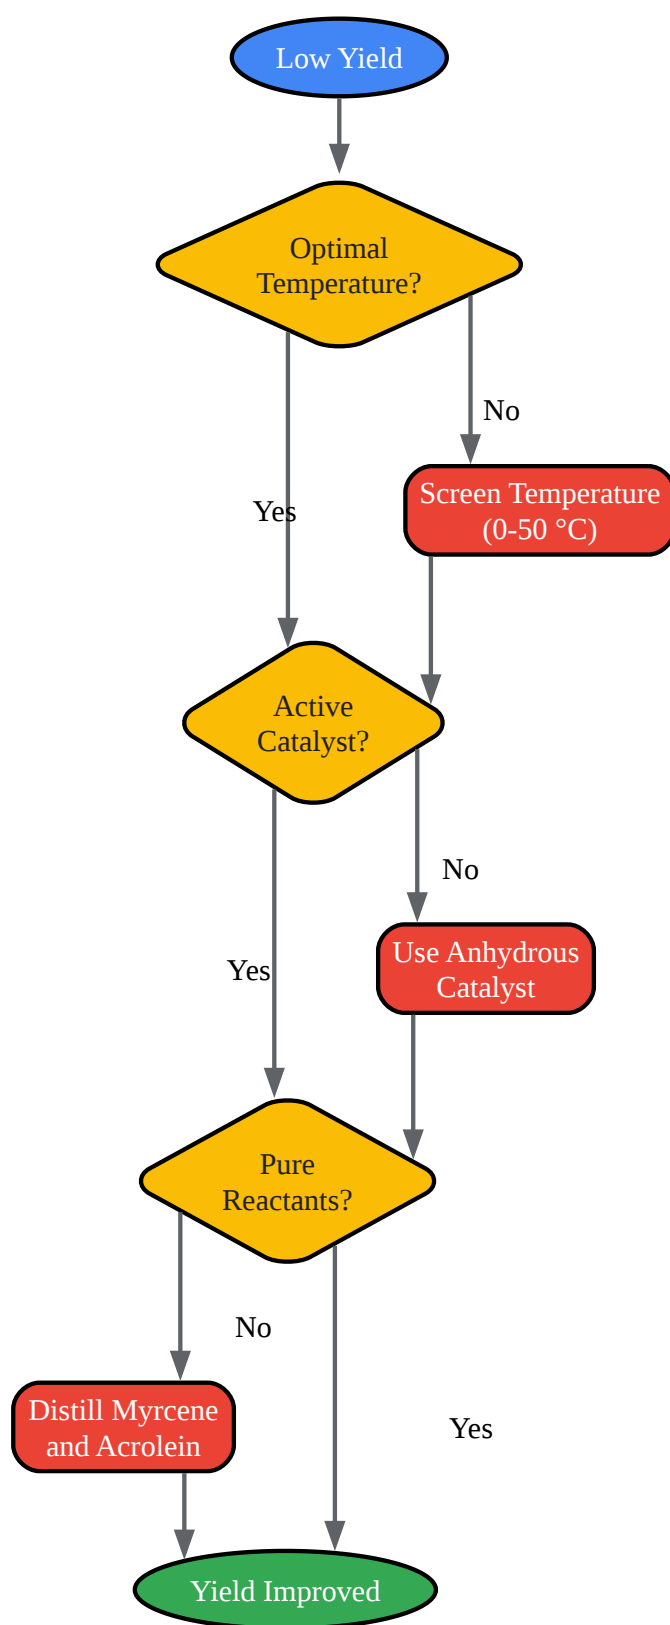 Low Yield
Optimal
Temperature?
No
Screen Temperature
(0-50 °C)
Yes
Active
Catalyst?
No
Use Anhydrous
Catalyst
Yes
Pure
Reactants?
No
Distill Myrcene
and Acrolein
Yes
Yield Improved